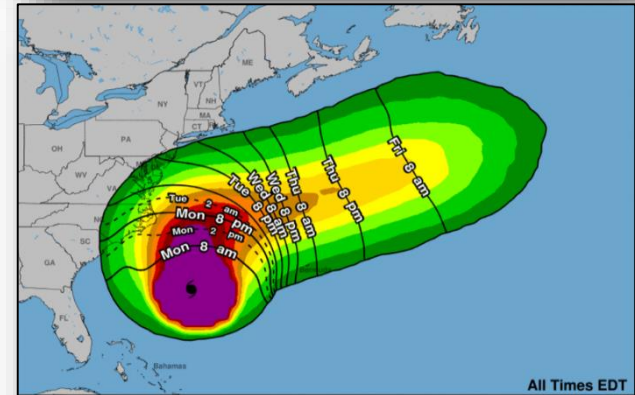 ME
VT
NH
NY
MA
CT
PA
OH
WV
VA
NC
SC
GA
FL
Tue 2 am
Mon 8 pm
Mon 2 pm
Mon 8 am
Tue 8 pm
Wed 8 am
Wed 8 pm
Thu 8 am
Thu 8 pm
Fri 8 am
Bahamas
All Times EDT